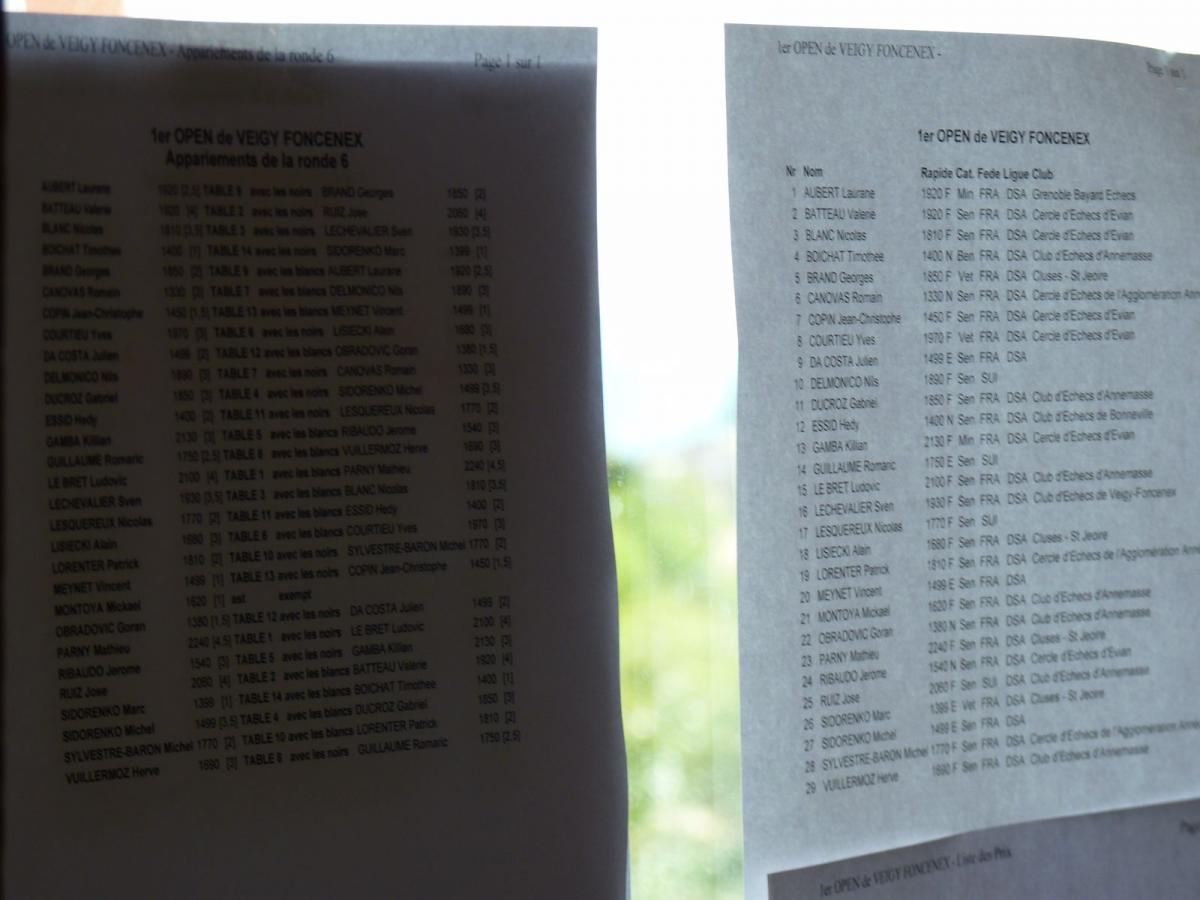 OPEN de VEIGY FONCENEX - Appariements de la ronde 6 Page 1 sur 1
1er OPEN de VEIGY FONCENEX
Appariements de la ronde 6
AUBERT Laurane 1920 [2,5] TABLE 9 avec les noirs BRAND Georges 1850 [2]
BATTEAU Valerie 1920 [4] TABLE 2 avec les noirs RUIZ Jose 2060 [4]
BLANC Nicolas 1810 [3,5] TABLE 3 avec les noirs LECHEVALIER Sven 1930 [3,5]
BOICHAT Timothee 1400 [1] TABLE 14 avec les noirs SIDORENKO Marc 1399 [1]
BRAND Georges 1850 [2] TABLE 9 avec les blancs AUBERT Laurane 1920 [2,5]
CANOVAS Romain 1330 [3] TABLE 7 avec les blancs DELMONICO Nils 1890 [3]
COPIN Jean-Christophe 1450 [1,5] TABLE 13 avec les blancs MEYNET Vincent 1499 [1]
COURTIEU Yves 1970 [3] TABLE 6 avec les noirs LISIECKI Alain 1680 [3]
DA COSTA Julien 1499 [2] TABLE 12 avec les blancs OBRADOVIC Goran 1380 [1,5]
DELMONICO Nils 1890 [3] TABLE 7 avec les noirs CANOVAS Romain 1330 [3]
DUCROZ Gabriel 1850 [3] TABLE 4 avec les noirs SIDORENKO Michel 1499 [3,5]
ESSID Hedy 1400 [2] TABLE 11 avec les noirs LESQUEREUX Nicolas 1770 [2]
GAMBA Killian 2130 [3] TABLE 5 avec les blancs RIBAUDO Jerome 1540 [3]
GUILLAUME Romaric 1750 [2,5] TABLE 8 avec les blancs VUILLERMOZ Herve 1690 [3]
LE BRET Ludovic 2100 [4] TABLE 1 avec les blancs PARNY Mathieu 2240 [4,5]
LECHEVALIER Sven 1930 [3,5] TABLE 3 avec les blancs BLANC Nicolas 1810 [3,5]
LESQUEREUX Nicolas 1770 [2] TABLE 11 avec les blancs ESSID Hedy 1400 [2]
LISIECKI Alain 1680 [3] TABLE 6 avec les blancs COURTIEU Yves 1970 [3]
LORENTER Patrick 1810 [2] TABLE 10 avec les noirs SYLVESTRE-BARON Michel 1770 [2]
MEYNET Vincent 1499 [1] TABLE 13 avec les noirs COPIN Jean-Christophe 1450 [1,5]
MONTOYA Mickael 1620 [1] est exempt
OBRADOVIC Goran 1380 [1,5] TABLE 12 avec les noirs DA COSTA Julien 1499 [2]
PARNY Mathieu 2240 [4,5] TABLE 1 avec les noirs LE BRET Ludovic 2100 [4]
RIBAUDO Jerome 1540 [3] TABLE 5 avec les noirs GAMBA Killian 2130 [3]
RUIZ Jose 2060 [4] TABLE 2 avec les blancs BATTEAU Valerie 1920 [4]
SIDORENKO Marc 1399 [1] TABLE 14 avec les blancs BOICHAT Timothee 1400 [1]
SIDORENKO Michel 1499 [3,5] TABLE 4 avec les blancs DUCROZ Gabriel 1850 [3]
SYLVESTRE-BARON Michel 1770 [2] TABLE 10 avec les blancs LORENTER Patrick 1810 [2]
VUILLERMOZ Herve 1690 [3] TABLE 8 avec les noirs GUILLAUME Romaric 1750 [2,5]
1er OPEN de VEIGY FONCENEX -
1er OPEN de VEIGY FONCENEX
Nr Nom Rapide Cat. Fede Ligue Club
1 AUBERT Laurane 1920 F Min FRA DSA Grenoble Bayard Echecs
2 BATTEAU Valerie 1920 F Sen FRA DSA Cercle d'Echecs d'Evian
3 BLANC Nicolas 1810 F Sen FRA DSA Cercle d'Echecs d'Evian
4 BOICHAT Timothee 1400 N Ben FRA DSA Club d'Echecs d'Annemasse
5 BRAND Georges 1850 F Vet FRA DSA Cluses - St Jeoire
6 CANOVAS Romain 1330 N Sen FRA DSA Cercle d'Echecs de l'Agglomération
7 COPIN Jean-Christophe 1450 F Sen FRA DSA Cercle d'Echecs d'Evian
8 COURTIEU Yves 1970 F Vet FRA DSA Cercle d'Echecs d'Evian
9 DA COSTA Julien 1499 E Sen FRA DSA
10 DELMONICO Nils 1890 F Sen SUI
11 DUCROZ Gabriel 1850 F Sen FRA DSA Club d'Echecs d'Annemasse
12 ESSID Hedy 1400 N Sen FRA DSA Club d'Echecs de Bonneville
13 GAMBA Killian 2130 F Min FRA DSA Cercle d'Echecs d'Evian
14 GUILLAUME Romaric 1750 E Sen SUI
15 LE BRET Ludovic 2100 F Sen FRA DSA Club d'Echecs d'Annemasse
16 LECHEVALIER Sven 1930 F Sen FRA DSA Club d'Echecs de Veigy-Foncenex
17 LESQUEREUX Nicolas 1770 F Sen SUI
18 LISIECKI Alain 1680 F Sen FRA DSA Cluses - St Jeoire
19 LORENTER Patrick 1810 F Sen FRA DSA Cercle d'Echecs de l'Agglomération
20 MEYNET Vincent 1499 E Sen FRA DSA
21 MONTOYA Mickael 1620 F Sen FRA DSA Club d'Echecs d'Annemasse
22 OBRADOVIC Goran 1380 N Sen FRA DSA Club d'Echecs d'Annemasse
23 PARNY Mathieu 2240 F Sen FRA DSA Cluses - St Jeoire
24 RIBAUDO Jerome 1540 N Sen FRA DSA Cercle d'Echecs d'Evian
25 RUIZ Jose 2060 F Sen SUI DSA Club d'Echecs d'Annemasse
26 SIDORENKO Marc 1399 E Vet FRA DSA Cluses - St Jeoire
27 SIDORENKO Michel 1499 E Sen FRA DSA
28 SYLVESTRE-BARON Michel 1770 F Sen FRA DSA Cercle d'Echecs de l'Agglomération
29 VUILLERMOZ Herve 1690 F Sen FRA DSA Club d'Echecs d'Annemasse
1er OPEN de VEIGY FONCENEX - Liste des Prix